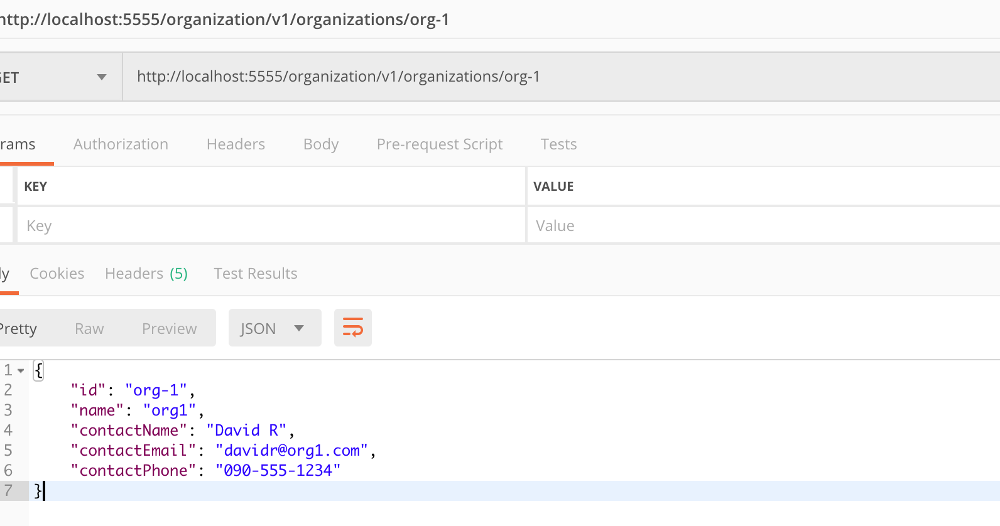 http://localhost:5555/organization/v1/organizations/org-1
GET http://localhost:5555/organization/v1/organizations/org-1
rams Authorization Headers Body Pre-request Script Tests
KEY VALUE
Key Value
ly Cookies Headers (5) Test Results
Pretty Raw Preview JSON
1 {
2 "id": "org-1",
3 "name": "org1",
4 "contactName": "David R",
5 "contactEmail": "davidr@org1.com",
6 "contactPhone": "090-555-1234"
7 }